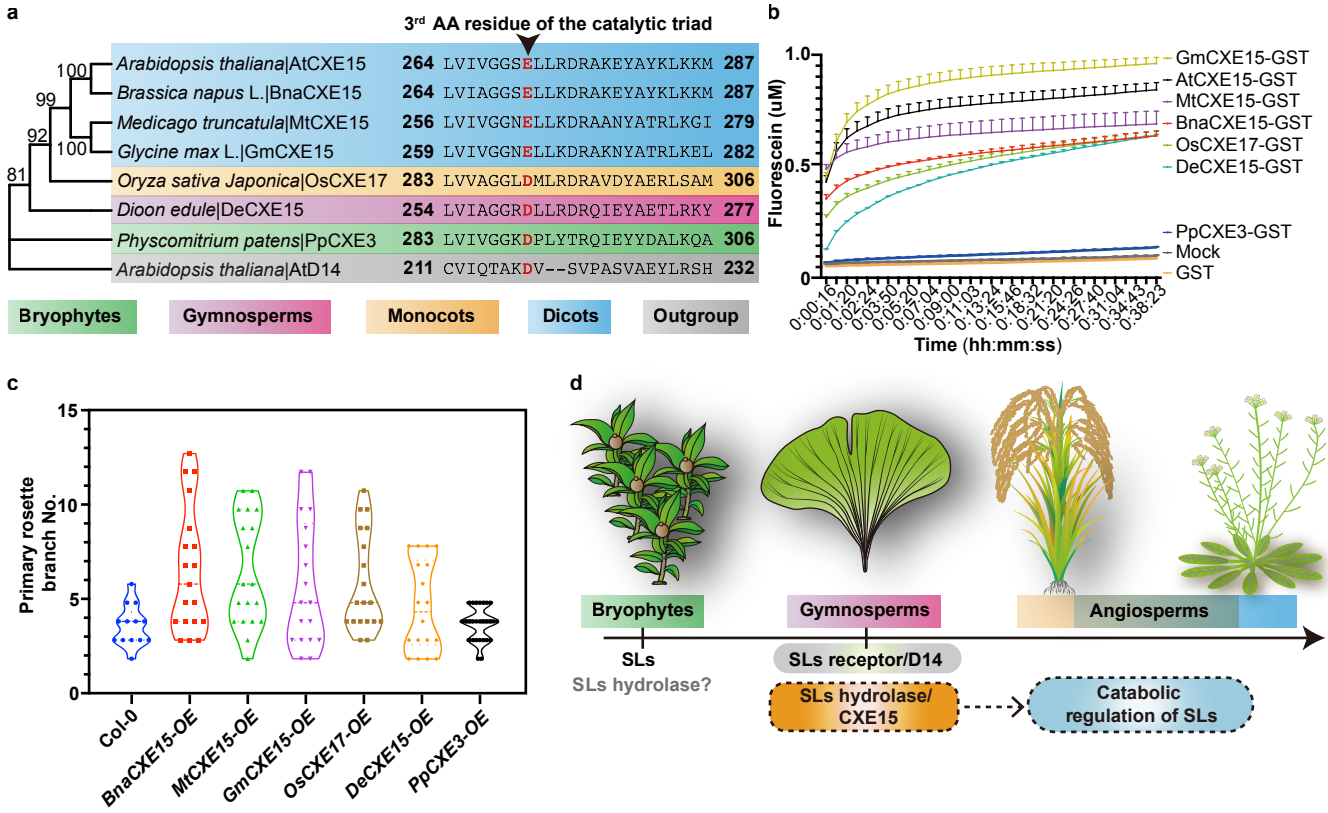 a
3rd AA residue of the catalytic triad
100
99
92
100
81
Arabidopsis thaliana|AtCXE15 264 LVIVGGSELLRDRAKEYAYKLKKM 287
Brassica napus L.|BnaCXE15 264 LVIAGGSELLRDRAKEYAYKLKKM 287
Medicago truncatula|MtCXE15 256 LVIVGGNELLKDRAANYATRLKGI 279
Glycine max L.|GmCXE15 259 LVIVGGNELLKDRAKNYATRLKEL 282
Oryza sativa Japonica|OsCXE17 283 LVVAGGLDMLRDRAVDYAERLSAM 306
Dioon edule|DeCXE15 254 LVIAGGRDLLRDRQIEYAETLRKY 277
Physcomitrium patens|PpCXE3 283 LVIVGGKDPLYTRQIEYYDALKQA 306
Arabidopsis thaliana|AtD14 211 CVIQTAKDV--SVPASVAEYLRSH 232
Bryophytes
Gymnosperms
Monocots
Dicots
Outgroup
b
Fluorescein (uM)
1.0
0.5
0
GmCXE15-GST
AtCXE15-GST
MtCXE15-GST
BnaCXE15-GST
OsCXE17-GST
DeCXE15-GST
PpCXE3-GST
Mock
GST
0:00:16
0:01:20
0:02:24
0:03:50
0:05:20
0:07:04
0:09:00
0:11:03
0:13:24
0:15:46
0:18:32
0:21:20
0:24:26
0:27:40
0:31:04
0:34:43
0:38:23
Time (hh:mm:ss)
c
Primary rosette
branch No.
15
10
5
0
Col-0
BnaCXE15-OE
MtCXE15-OE
GmCXE15-OE
OsCXE17-OE
DeCXE15-OE
PpCXE3-OE
d
Bryophytes
Gymnosperms
Angiosperms
SLs
SLs hydrolase?
SLs receptor/D14
SLs hydrolase/
CXE15
Catabolic
regulation of SLs